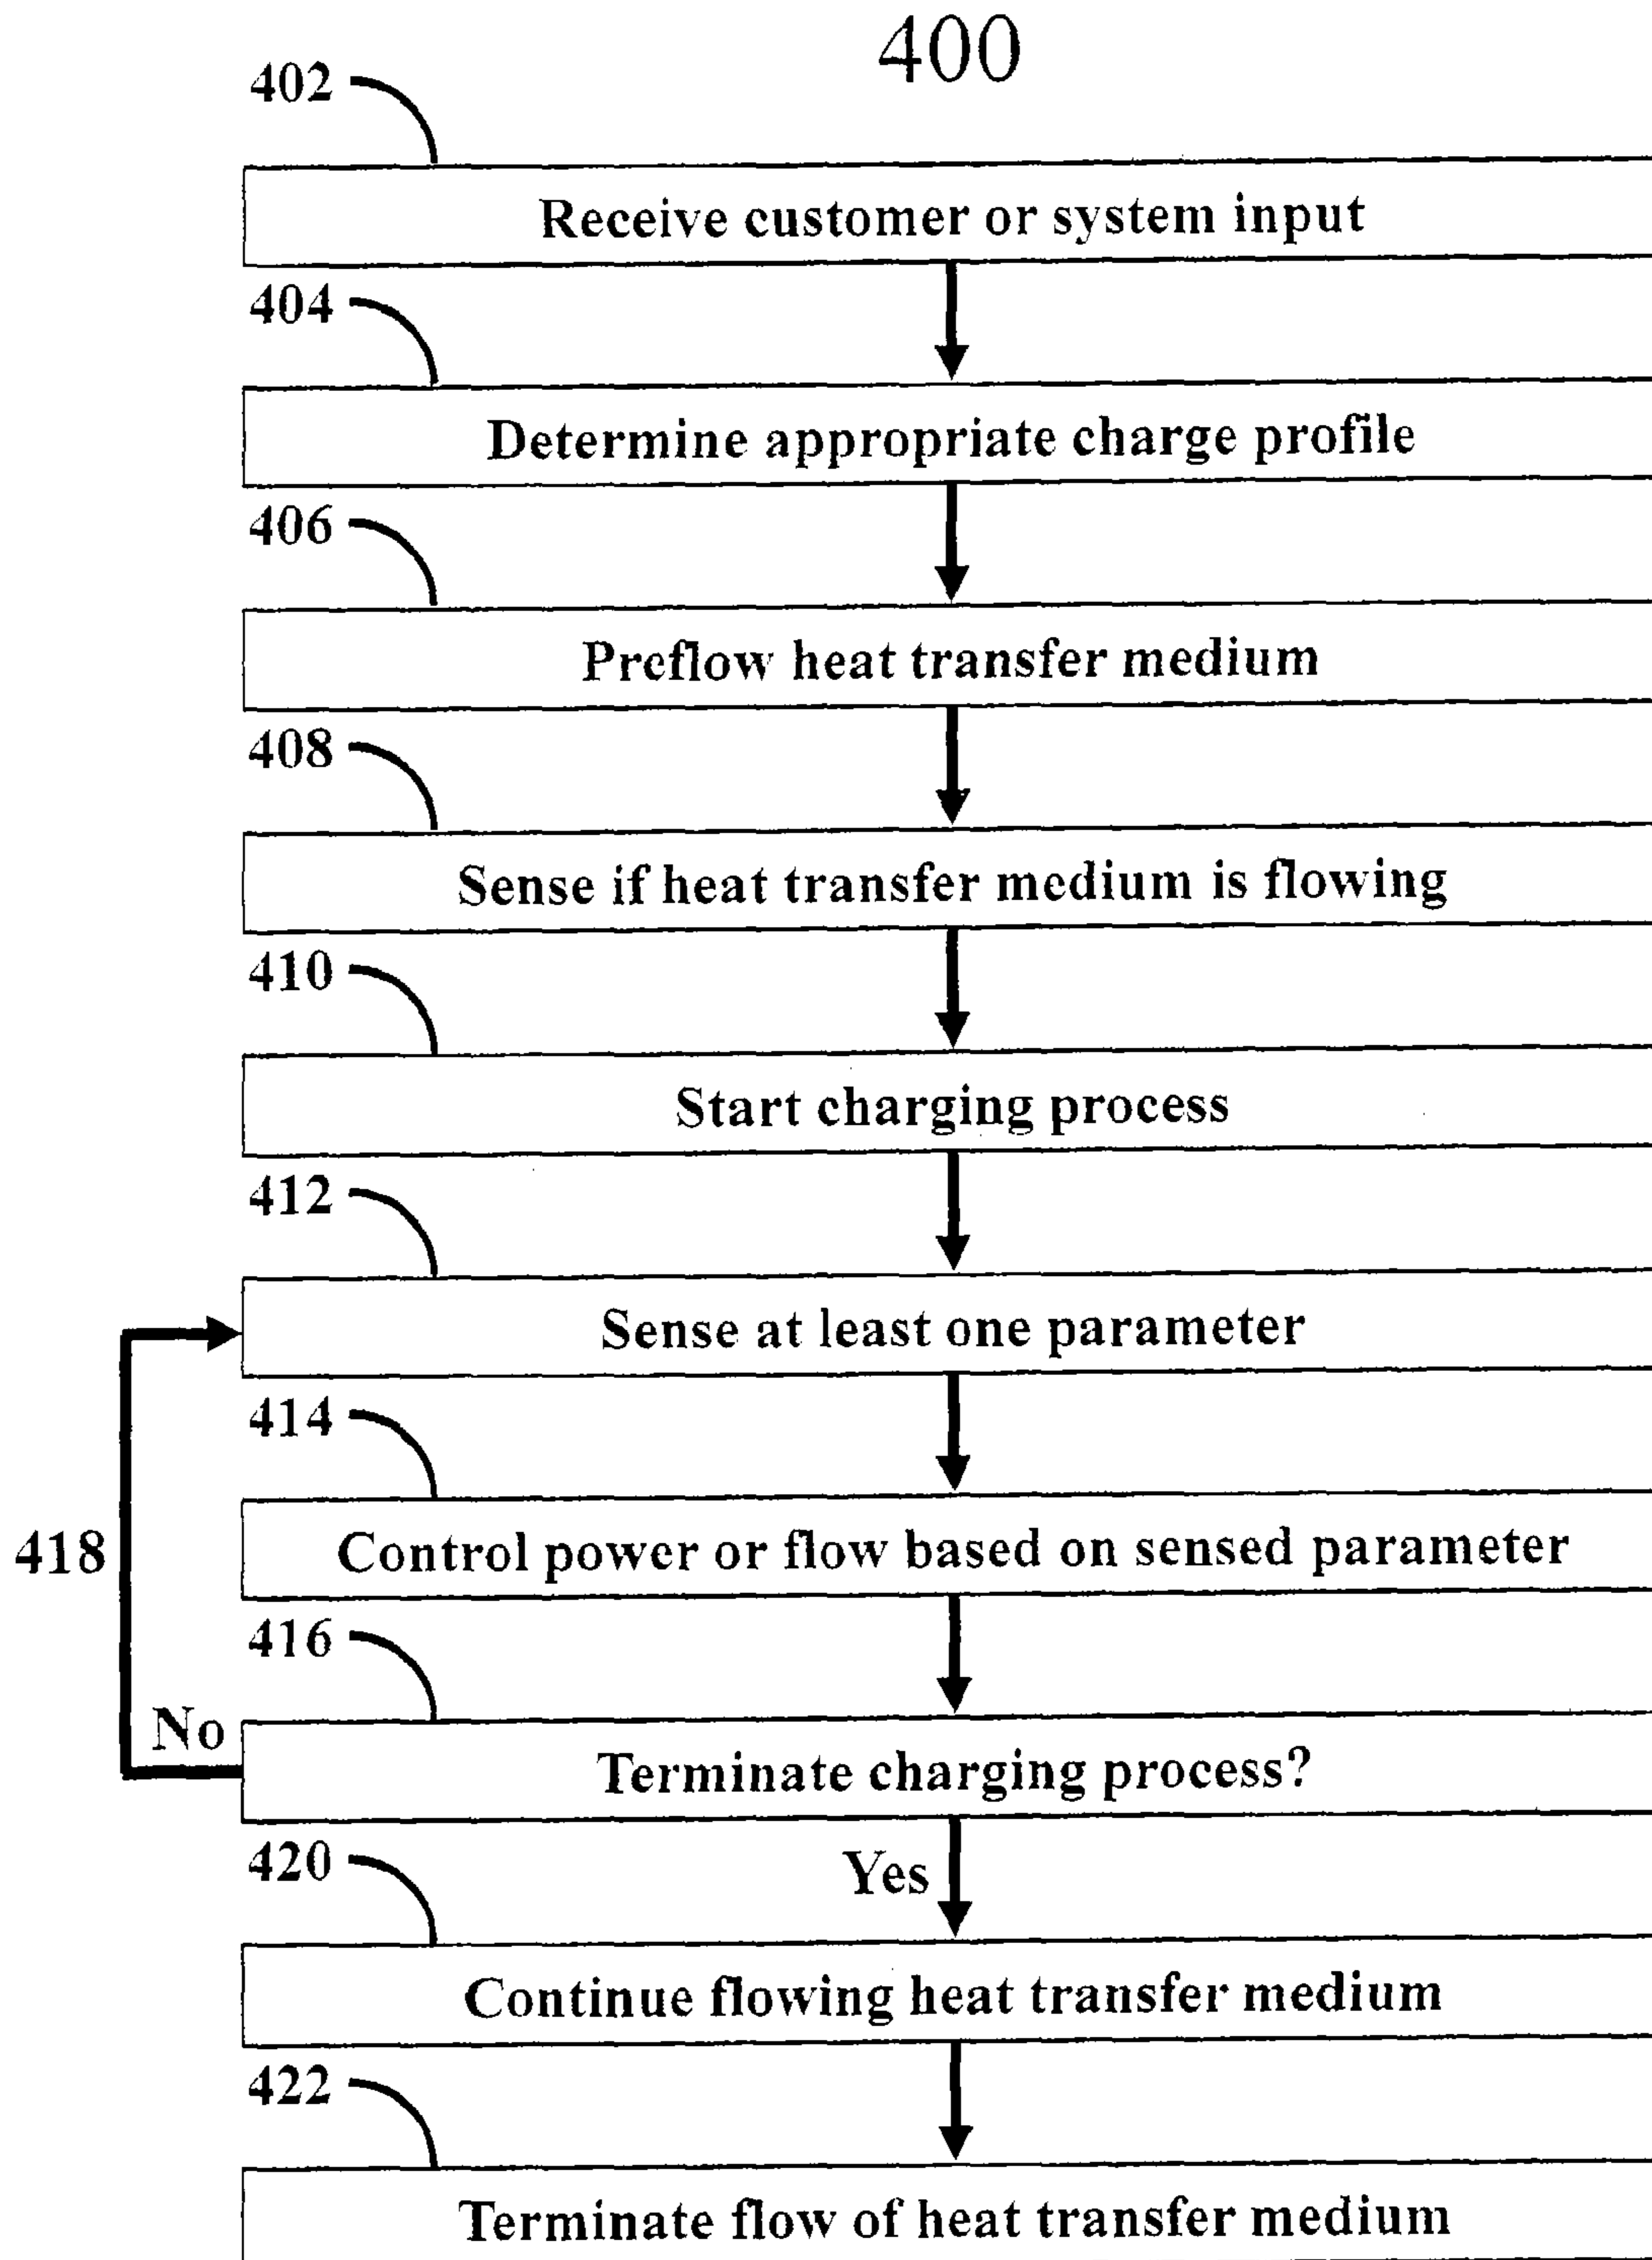 400
402
Receive customer or system input
404
Determine appropriate charge profile
406
Preflow heat transfer medium
408
Sense if heat transfer medium is flowing
410
Start charging process
412
Sense at least one parameter
414
Control power or flow based on sensed parameter
418
416
No
Terminate charging process?
420
Yes
Continue flowing heat transfer medium
422
Terminate flow of heat transfer medium